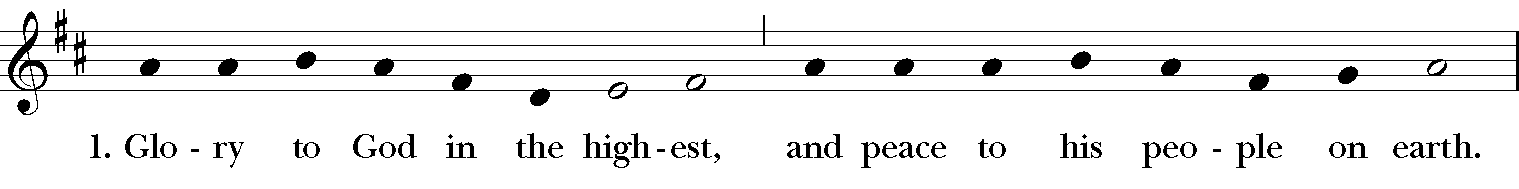 1. Glo - ry to God in the high - est, and peace to his peo - ple on earth.